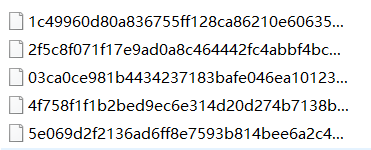 1c49960d80a836755ff128ca86210e60635...
2f5c8f071f17e9ad0a8c464442fc4abbf4bc...
03ca0ce981b4434237183bafe046ea10123...
4f758f1f1b2bed9ec6e314d20d274b7138b...
5e069d2f2136ad6ff8e7593b814bee6a2c4...